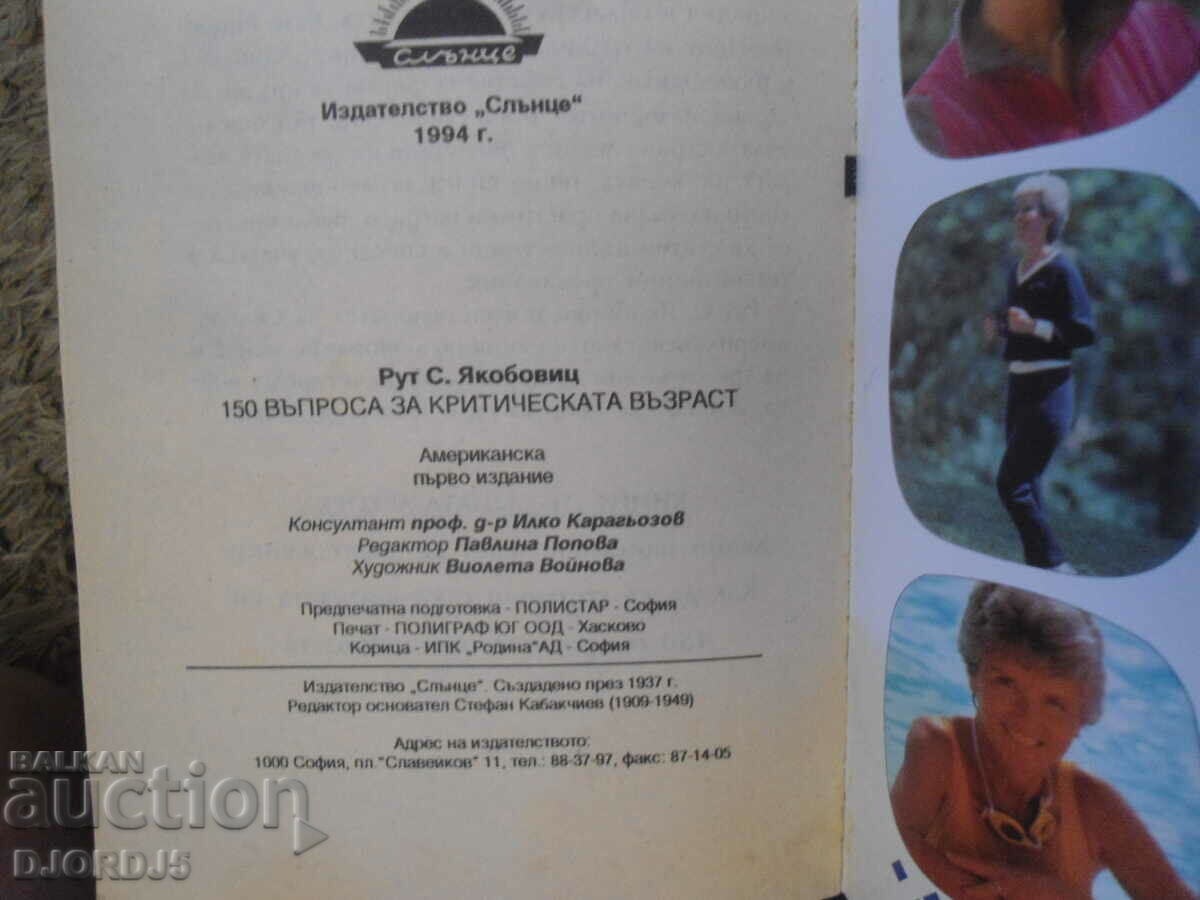 слънце
Издателство „Слънце“
1994 г.
Рут С. Якобовиц
150 ВЪПРОСА ЗА КРИТИЧЕСКАТА ВЪЗРАСТ
Американска
първо издание
Консултант проф. д-р Илко Карагьозов
Редактор Павлина Попова
Художник Виолета Войнова
Предпечатна подготовка - ПОЛИСТАР - София
Печат - ПОЛИГРАФ ЮГ ООД - Хасково
Корица - ИПК „Родина“АД - София
Издателство „Слънце“. Създадено през 1937 г.
Редактор основател Стефан Кабакчиев (1909-1949)
Адрес на издателството:
1000 София, пл."Славейков" 11, тел.: 88-37-97, факс: 87-14-05
BALKAN
auction
DJORDJ5